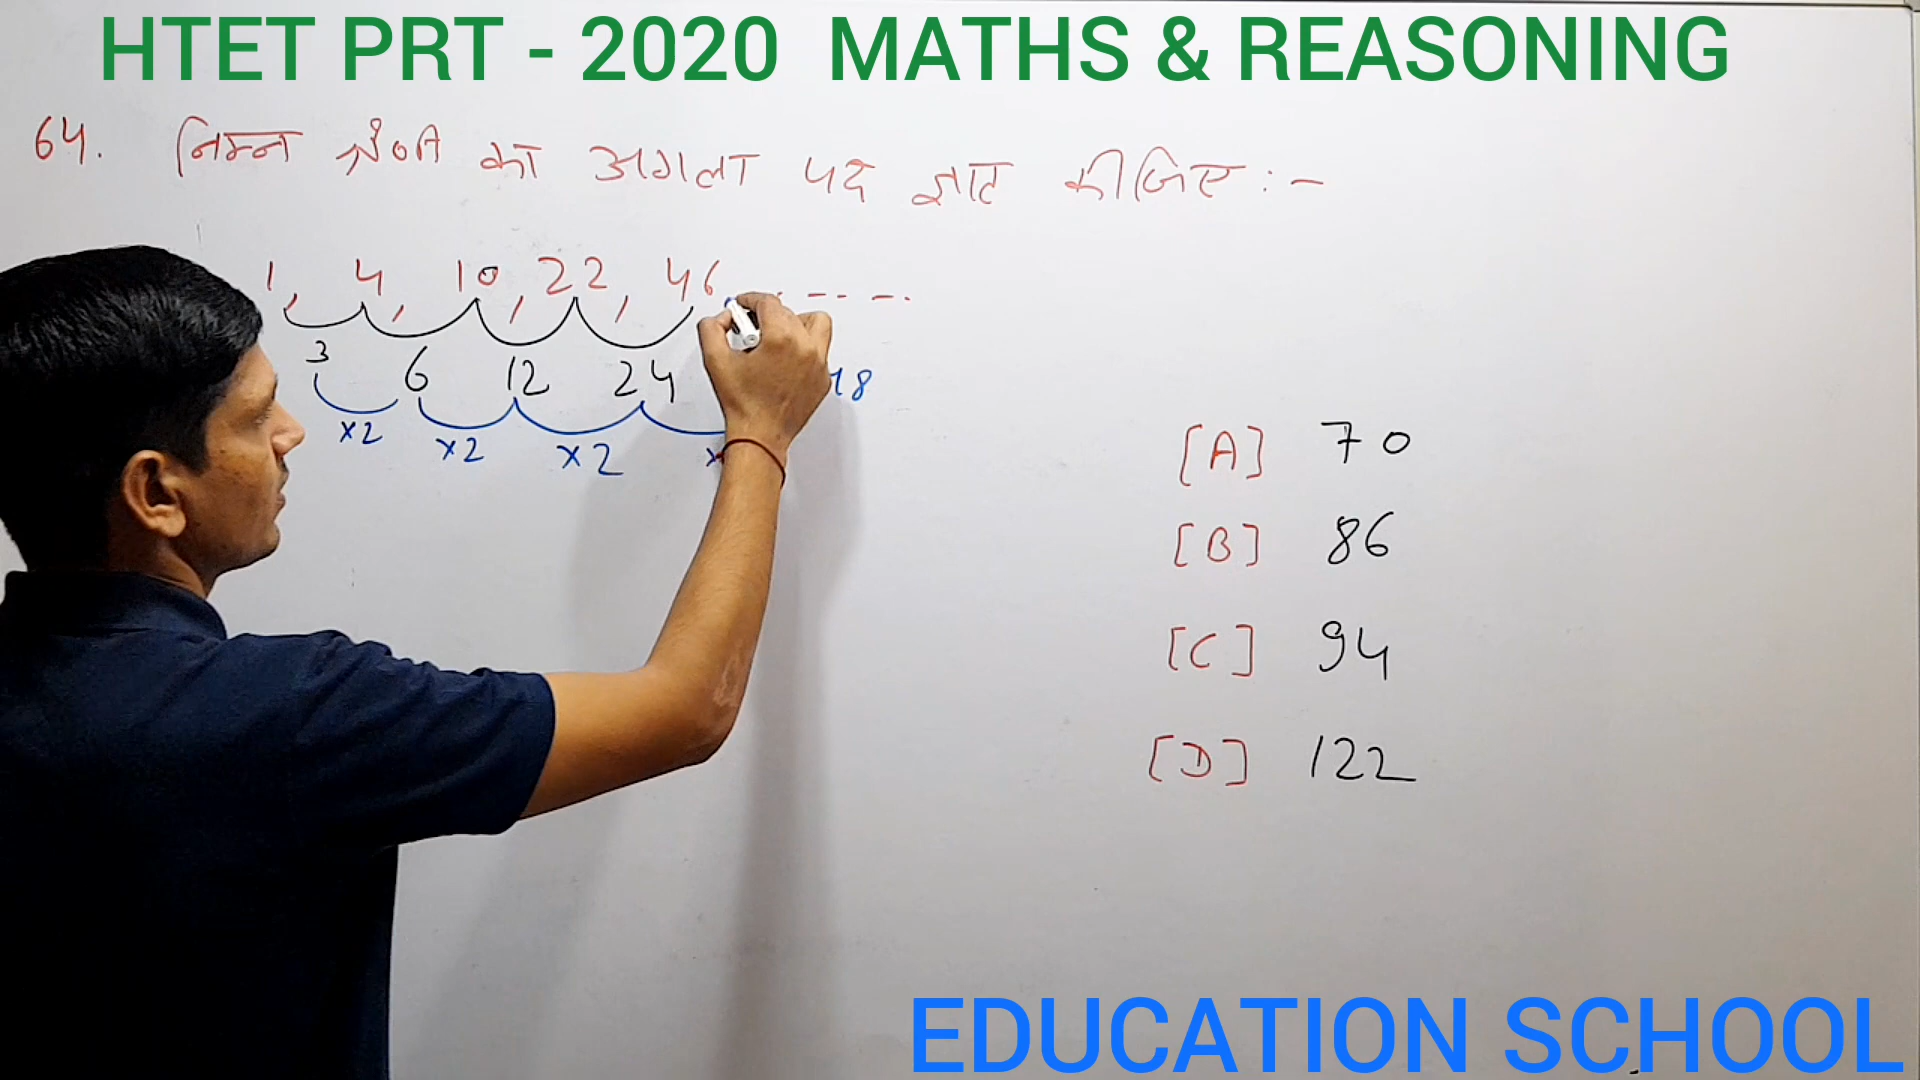 HTET PRT - 2020 MATHS & REASONING
64. निम्न श्रेणी का अगला पद ज्ञात कीजिए :-
1, 4, 10, 22, 46
3 6 12 24 48
×2 ×2 ×2 ×
[A] 70
[B] 86
[C] 94
[D] 122
EDUCATION SCHOOL